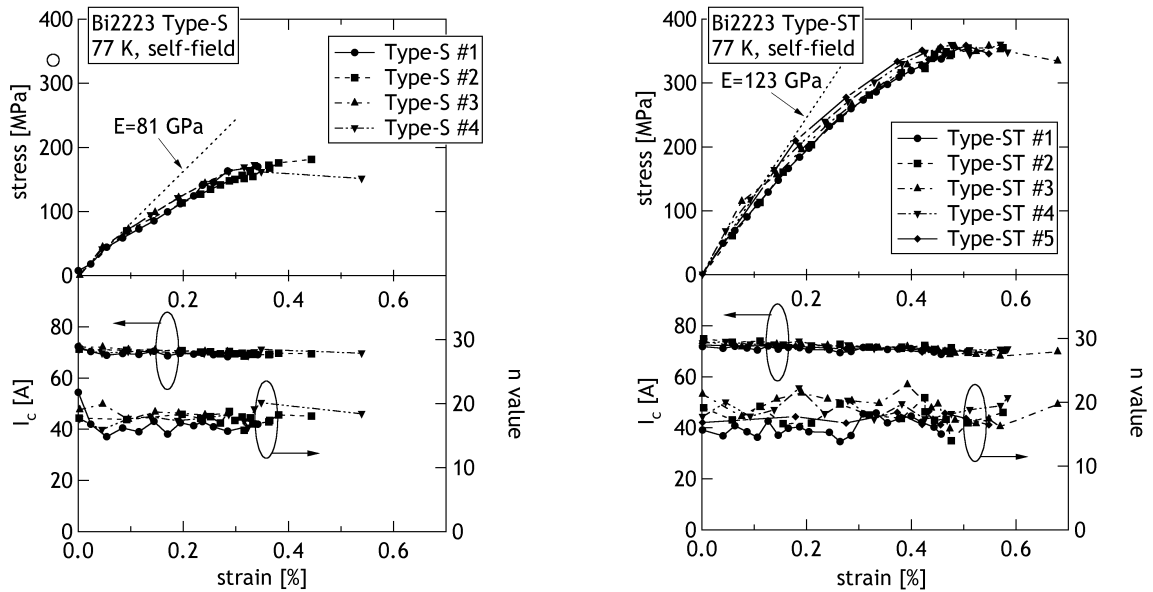 400
300
200
100
0
stress [MPa]
Bi2223 Type-S
77 K, self-field
Type-S #1
Type-S #2
Type-S #3
Type-S #4
E=81 GPa
0.2
0.4
0.6
80
60
40
20
0
I_c [A]
30
20
10
0
n value
0.0
0.2
0.4
0.6
strain [%]
400
300
200
100
0
stress [MPa]
Bi2223 Type-ST
77 K, self-field
E=123 GPa
Type-ST #1
Type-ST #2
Type-ST #3
Type-ST #4
Type-ST #5
0.2
0.4
0.6
80
60
40
20
0
I_c [A]
30
20
10
0
n value
0.0
0.2
0.4
0.6
strain [%]